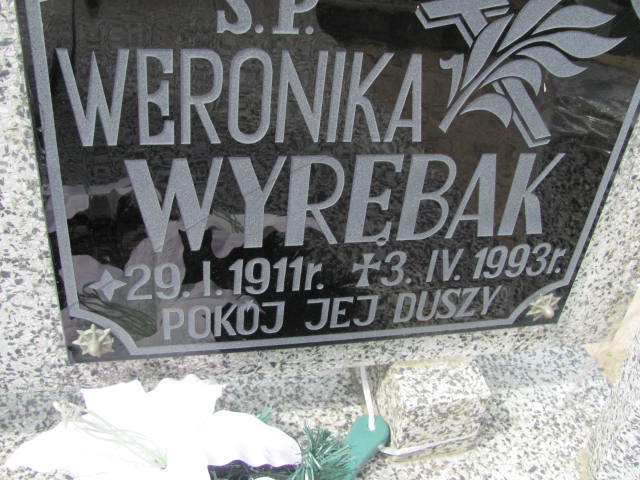 Ś.P.
WERONIKA
WYRĘBAK
29. I. 1911r. 3. IV. 1993r.
POKÓJ JEJ DUSZY